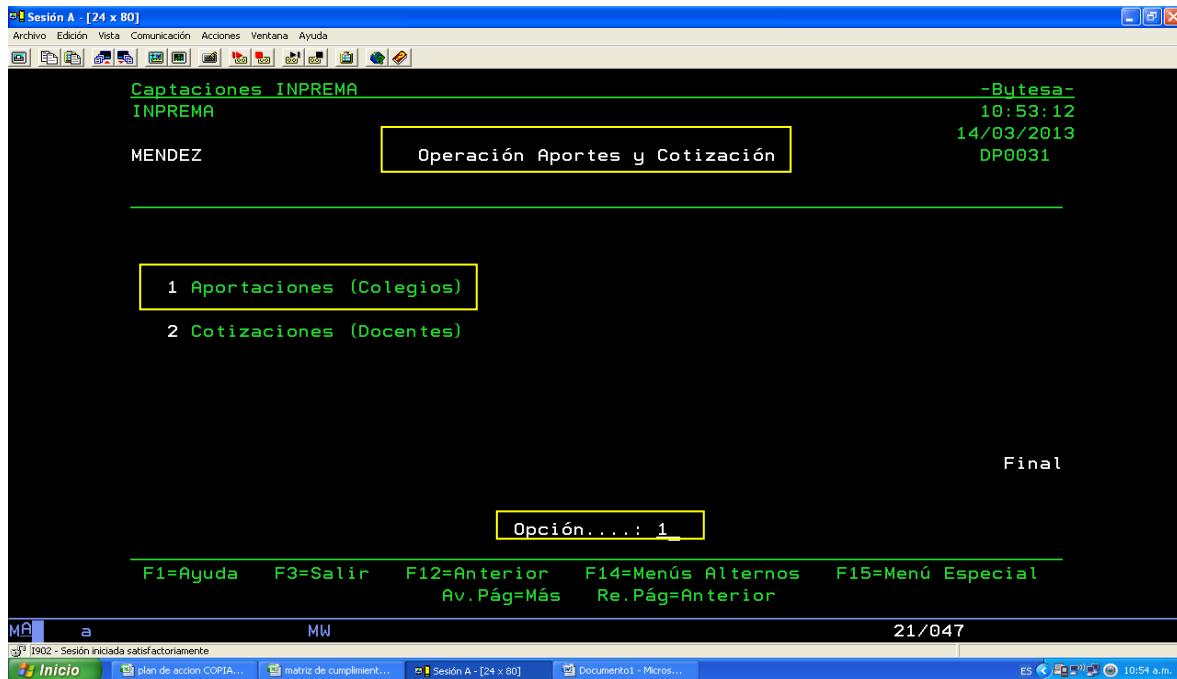 Sesión A - [24 x 80]
Archivo Edición Vista Comunicación Acciones Ventana Ayuda
Captaciones INPREMA -Bytesa-
INPREMA 10:53:12
14/03/2013
MENDEZ Operación Aportes y Cotización DP0031
1 Aportaciones (Colegios)
2 Cotizaciones (Docentes)
Final
Opción....: 1_
F1=Ayuda F3=Salir F12=Anterior F14=Menús Alternos F15=Menú Especial
Av.Pág=Más Re.Pág=Anterior
MA a MW 21/047
I902 - Sesión iniciada satisfactoriamente
Inicio plan de accion COPIA... matriz de cumplimient... Sesión A - [24 x 80] Documento1 - Micros... ES 10:54 a.m.